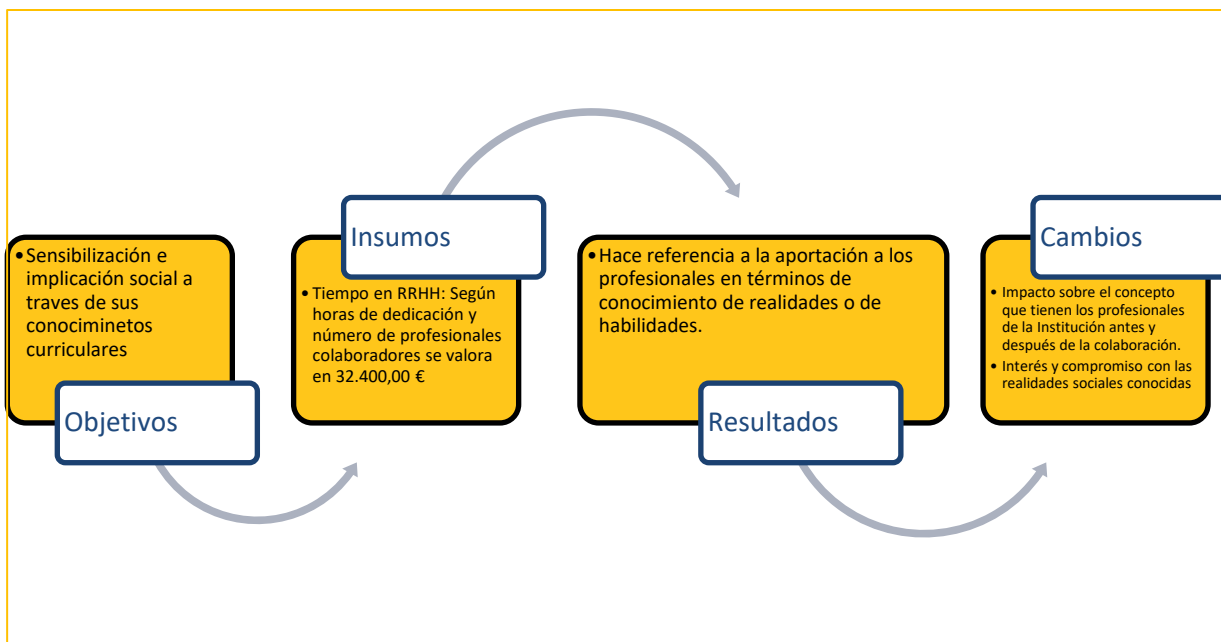 •Sensibilización e
implicación social a
traves de sus
conociminetos
curriculares
Objetivos
Insumos
• Tiempo en RRHH: Según
horas de dedicación y
número de profesionales
colaboradores se valora
en 32.400,00 €
•Hace referencia a la aportación a los
profesionales en términos de
conocimiento de realidades o de
habilidades.
Resultados
Cambios
• Impacto sobre el concepto
que tienen los profesionales
de la Institución antes y
después de la colaboración.
• Interés y compromiso con las
realidades sociales conocidas